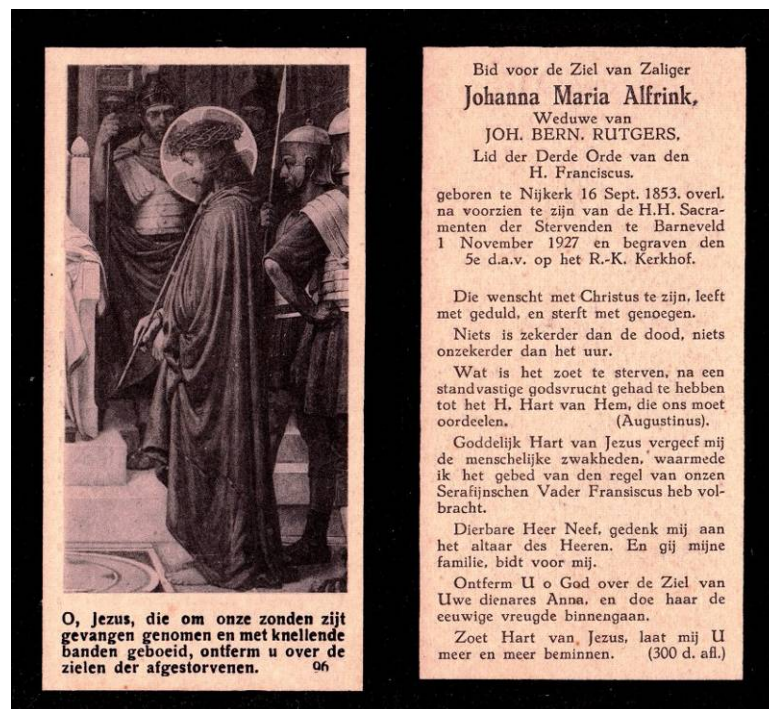 O, Jezus, die om onze zonden zijt
gevangen genomen en met knellende
banden geboeid, ontferm u over de
zielen der afgestorvenen. 96
Bid voor de Ziel van Zaliger
Johanna Maria Alfrink,
Weduwe van
JOH. BERN. RUTGERS,
Lid der Derde Orde van den
H. Franciscus.
geboren te Nijkerk 16 Sept. 1853. overl.
na voorzien te zijn van de H.H. Sacra-
menten der Stervenden te Barneveld
1 November 1927 en begraven den
5e d.a.v. op het R.-K. Kerkhof.
Die wenscht met Christus te zijn, leeft
met geduld, en sterft met genoegen.
Niets is zekerder dan de dood, niets
onzekerder dan het uur.
Wat is het zoet te sterven, na een
standvastige godsvrucht gehad te hebben
tot het H. Hart van Hem, die ons moet
oordeelen. (Augustinus).
Goddelijk Hart van Jezus vergeef mij
de menschelijke zwakheden, waarmede
ik het gebed van den regel van onzen
Serafijnschen Vader Fransiscus heb vol-
bracht.
Dierbare Heer Neef, gedenk mij aan
het altaar des Heeren. En gij mijne
familie, bidt voor mij.
Ontferm U o God over de Ziel van
Uwe dienares Anna, en doe haar de
eeuwige vreugde binnengaan.
Zoet Hart van Jezus, laat mij U
meer en meer beminnen. (300 d. afl.)